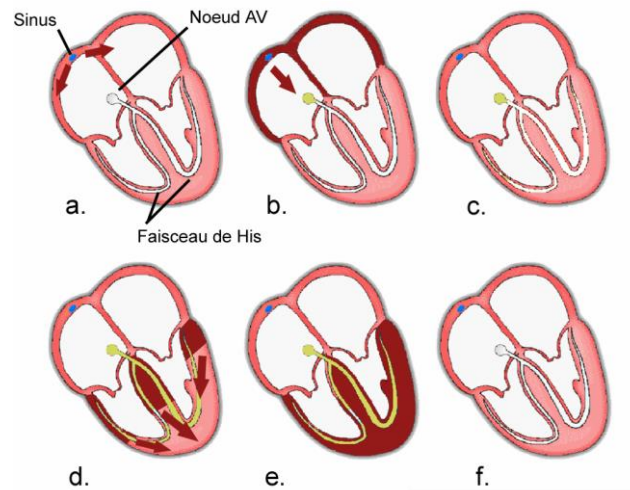 Sinus
Noeud AV
a.
b.
c.
Faisceau de His
d.
e.
f.